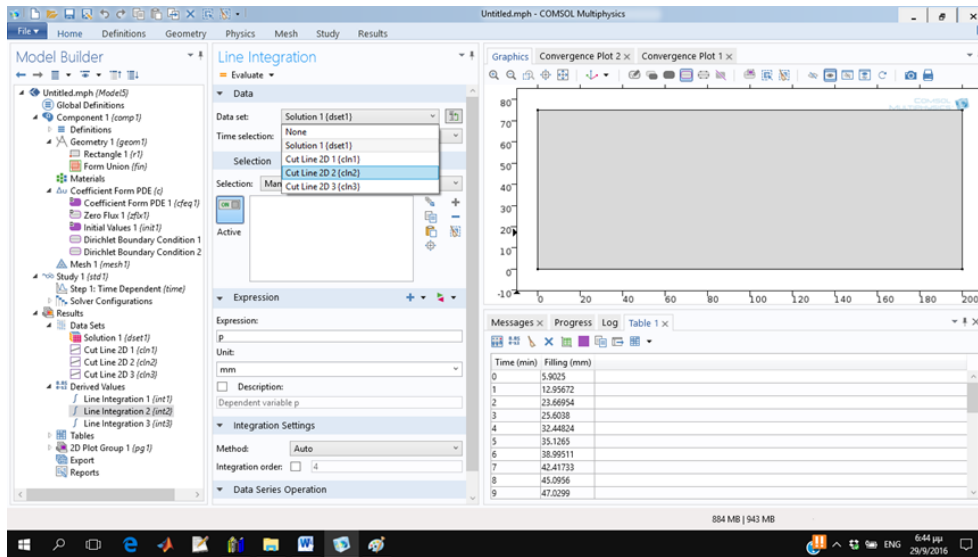 Untitled.mph - COMSOL Multiphysics
File Home Definitions Geometry Physics Mesh Study Results
Model Builder
Untitled.mph (Model5)
Global Definitions
Component 1 (comp1)
Definitions
Geometry 1 (geom1)
Rectangle 1 (r1)
Form Union (fin)
Materials
Δu Coefficient Form PDE (c)
Coefficient Form PDE 1 (cfeq1)
Zero Flux 1 (zflx1)
Initial Values 1 (init1)
Dirichlet Boundary Condition 1
Dirichlet Boundary Condition 2
Mesh 1 (mesh1)
Study 1 (std1)
Step 1: Time Dependent (time)
Solver Configurations
Results
Data Sets
Solution 1 (dset1)
Cut Line 2D 1 (cln1)
Cut Line 2D 2 (cln2)
Cut Line 2D 3 (cln3)
Derived Values
Line Integration 1 (int1)
Line Integration 2 (int2)
Line Integration 3 (int3)
Tables
2D Plot Group 1 (pg1)
Export
Reports
Line Integration
= Evaluate
Data
Data set: Solution 1 {dset1}
None
Time selection:
Solution 1 {dset1}
Selection
Cut Line 2D 1 {cln1}
Cut Line 2D 2 {cln2}
Selection: Man
Cut Line 2D 3 {cln3}
Active
Expression
Expression:
p
Unit:
mm
Description:
Dependent variable p
Integration Settings
Method: Auto
Integration order: 4
Data Series Operation
Graphics Convergence Plot 2 × Convergence Plot 1 ×
COMSOL
MULTIPHYSICS
80
70
60
50
40
30
20
10
0
-10
0 20 40 60 80 100 120 140 160 180 200
Messages × Progress Log Table 1 ×
Time (min) Filling (mm)
0 5.9025
1 12.95672
2 23.66954
3 25.6038
4 32.44824
5 35.1265
6 38.99511
7 42.41733
8 45.0956
9 47.0299
884 MB | 943 MB
ENG
6:44 μμ
29/9/2016